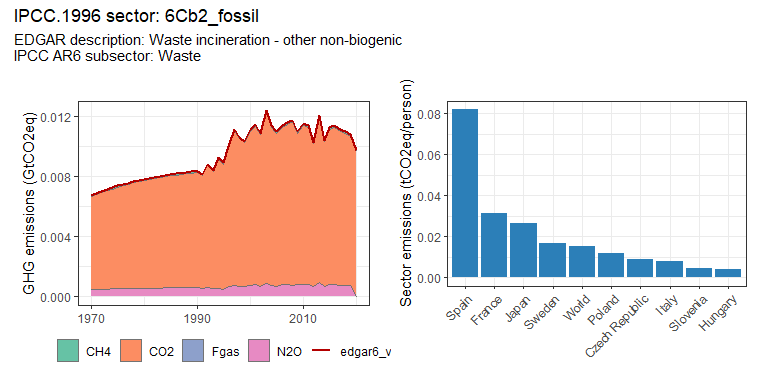 IPCC.1996 sector: 6Cb2_fossil
EDGAR description: Waste incineration - other non-biogenic
IPCC AR6 subsector: Waste
GHG emissions (GtCO2eq)
0.012
0.008
0.004
0.000
1970
1990
2010
CH4
CO2
Fgas
N2O
edgar6_v
Sector emissions (tCO2eq/person)
0.08
0.06
0.04
0.02
0.00
Spain
France
Japan
Sweden
World
Poland
Czech Republic
Italy
Slovenia
Hungary